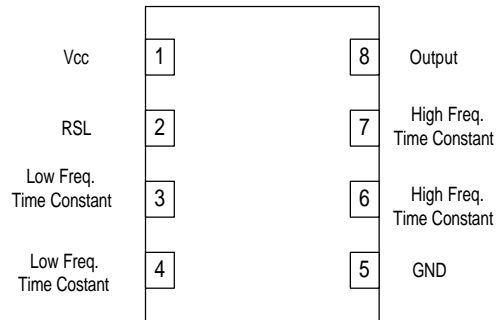 Vcc 1 8 Output
RSL 2 7 High Freq.
Time Constant
Low Freq.
Time Constant 3 6 High Freq.
Time Constant
Low Freq.
Time Costant 4 5 GND